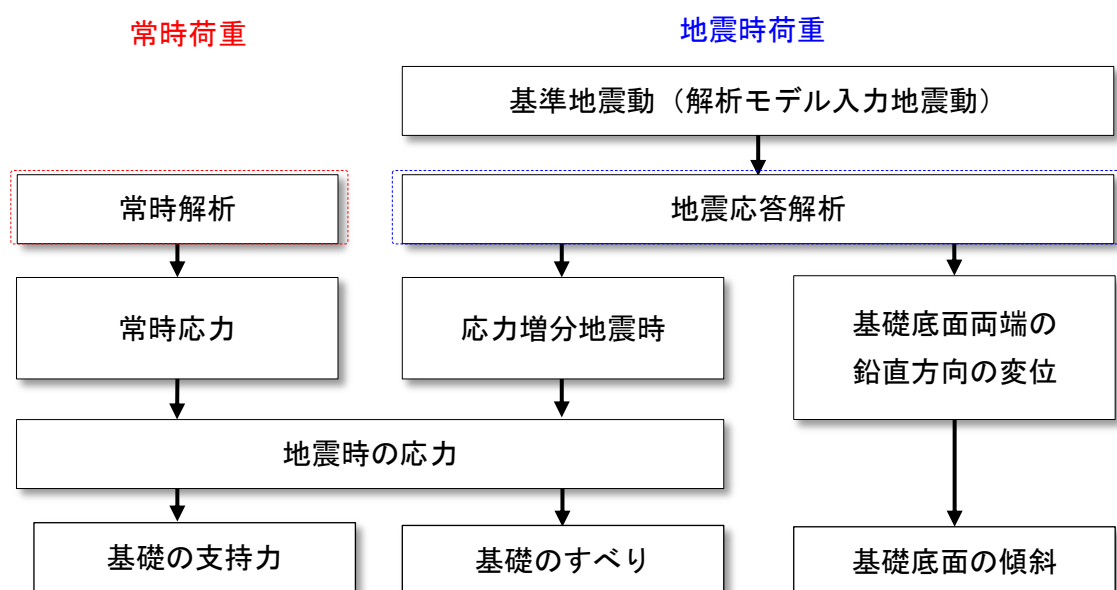 常時荷重
地震時荷重
基準地震動（解析モデル入力地震動）
常時解析
地震応答解析
常時応力
応力増分地震時
基礎底面両端の
鉛直方向の変位
地震時の応力
基礎の支持力
基礎のすべり
基礎底面の傾斜